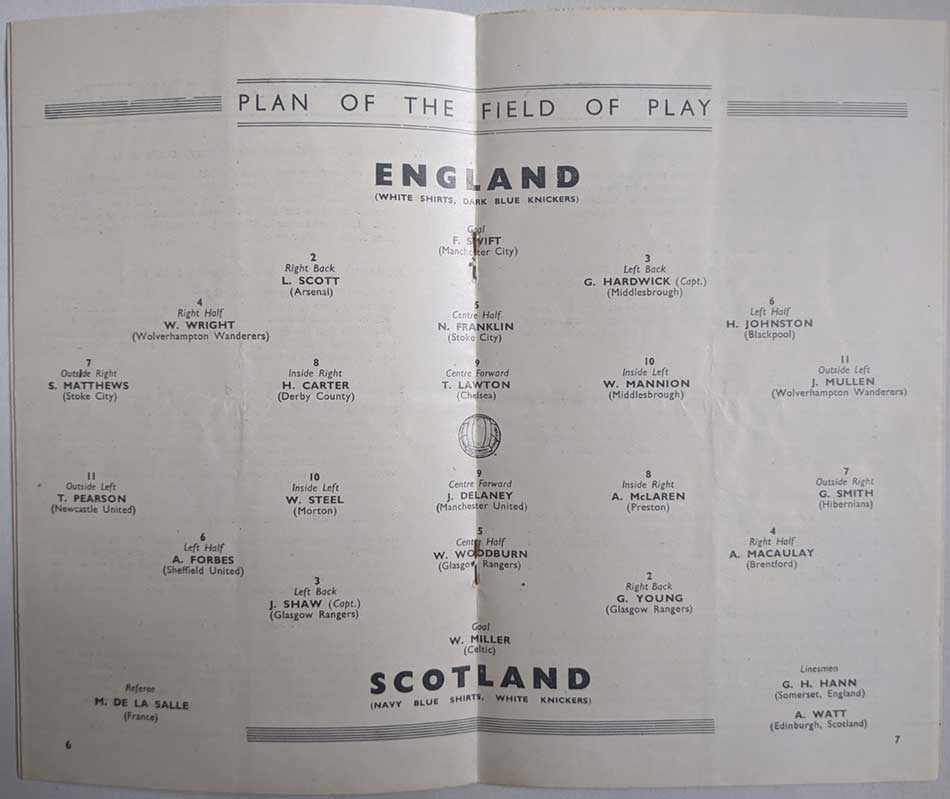 PLAN OF THE FIELD OF PLAY
ENGLAND
(WHITE SHIRTS, DARK BLUE KNICKERS)
Goal
F. SWIFT
(Manchester City)
2
Right Back
L. SCOTT
(Arsenal)
3
Left Back
G. HARDWICK (Capt.)
(Middlesbrough)
4
Right Half
W. WRIGHT
(Wolverhampton Wanderers)
5
Centre Half
N. FRANKLIN
(Stoke City)
6
Left Half
H. JOHNSTON
(Blackpool)
7
Outside Right
S. MATTHEWS
(Stoke City)
8
Inside Right
H. CARTER
(Derby County)
9
Centre Forward
T. LAWTON
(Chelsea)
10
Inside Left
W. MANNION
(Middlesbrough)
11
Outside Left
J. MULLEN
(Wolverhampton Wanderers)
11
Outside Left
T. PEARSON
(Newcastle United)
10
Inside Left
W. STEEL
(Morton)
9
Centre Forward
J. DELANEY
(Manchester United)
8
Inside Right
A. McLAREN
(Preston)
7
Outside Right
G. SMITH
(Hibernians)
6
Left Half
A. FORBES
(Sheffield United)
5
Centre Half
W. WOODBURN
(Glasgow Rangers)
4
Right Half
A. MACAULAY
(Brentford)
3
Left Back
J. SHAW (Capt.)
(Glasgow Rangers)
2
Right Back
G. YOUNG
(Glasgow Rangers)
Goal
W. MILLER
(Celtic)
SCOTLAND
(NAVY BLUE SHIRTS, WHITE KNICKERS)
Referee
M. DE LA SALLE
(France)
Linesmen
G. H. HANN
(Somerset, England)
A. WATT
(Edinburgh, Scotland)
6
7